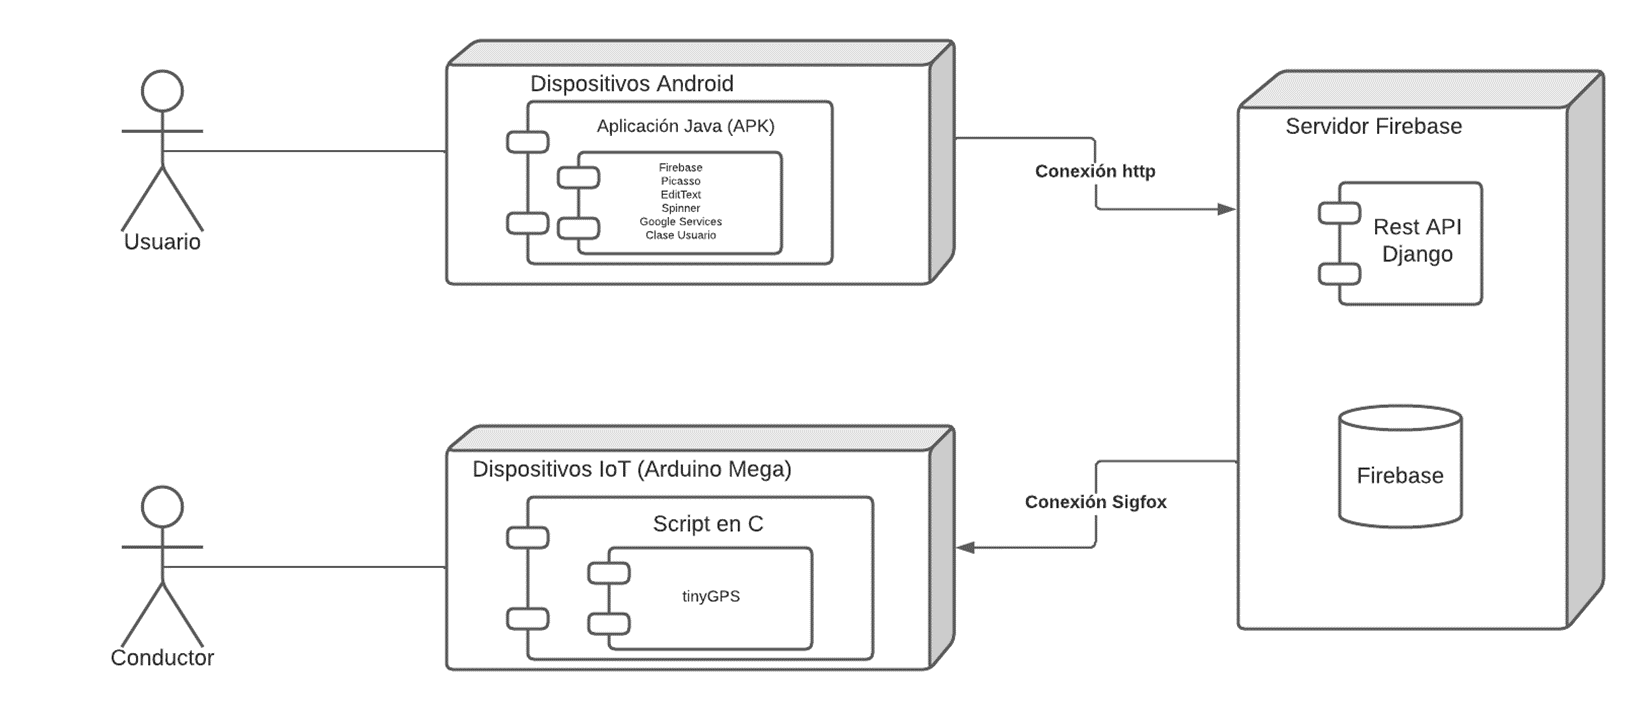 Dispositivos Android
Aplicación Java (APK)
Firebase
Picasso
EditText
Spinner
Google Services
Clase Usuario
Usuario
Conexión http
Servidor Firebase
Rest API
Django
Firebase
Conexión Sigfox
Dispositivos IoT (Arduino Mega)
Script en C
tinyGPS
Conductor